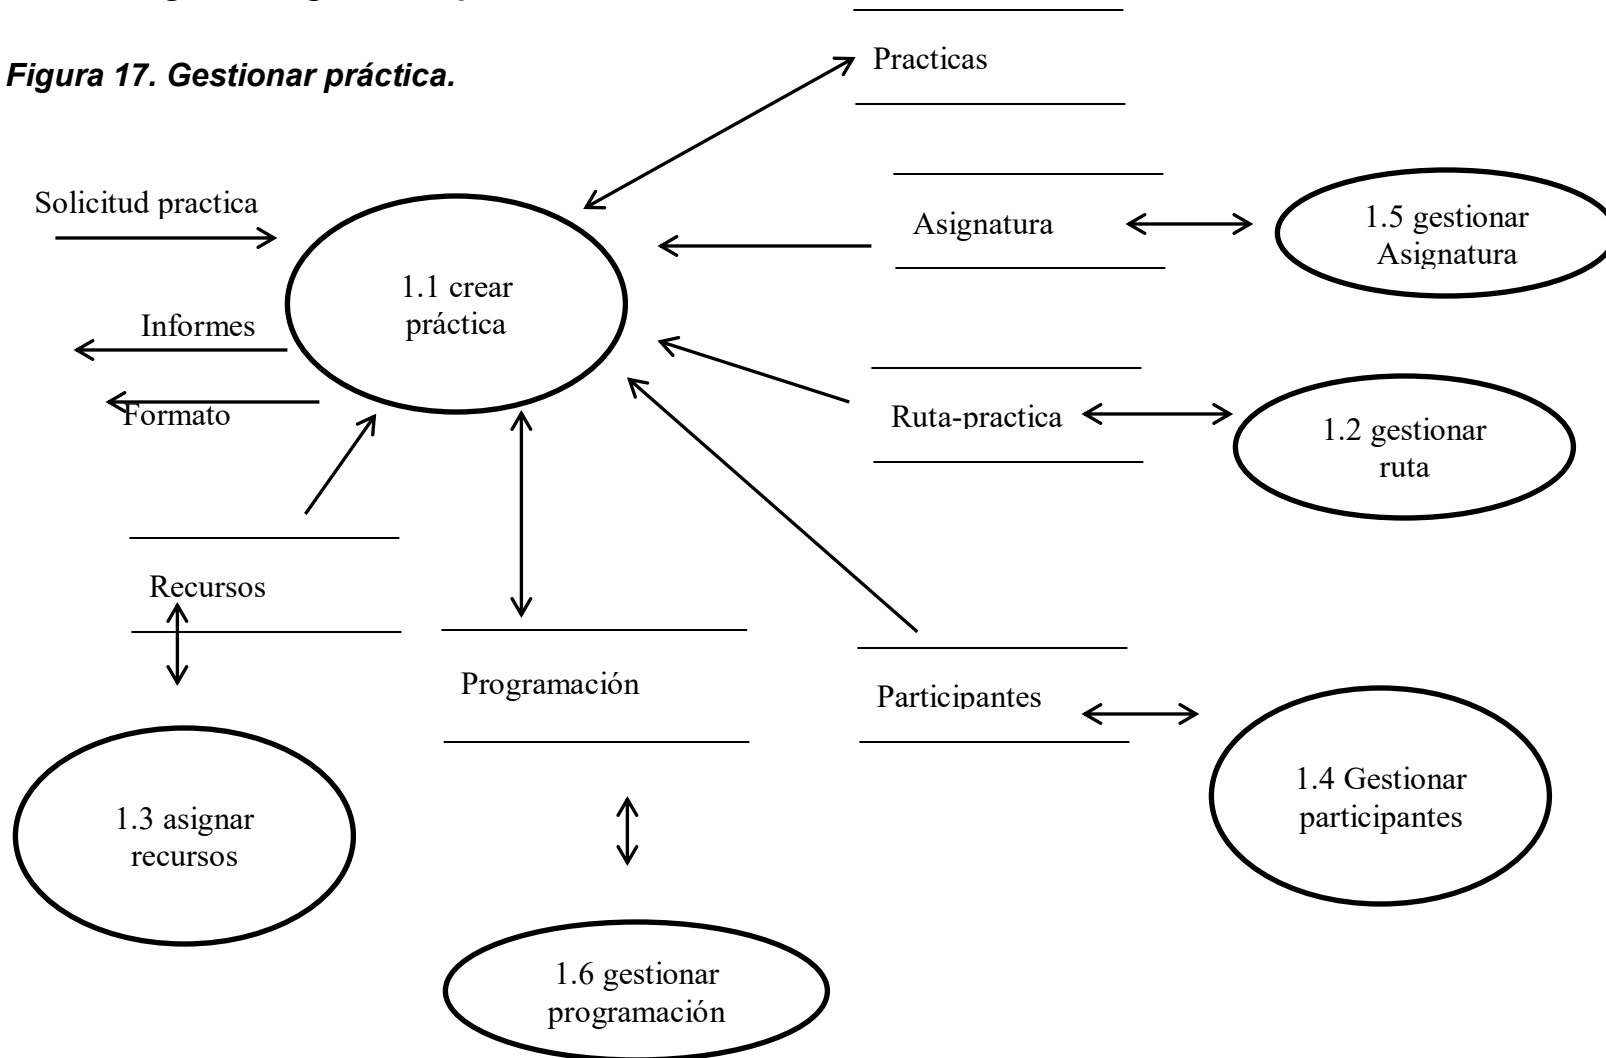 Figura 17. Gestionar práctica.
Practicas
Solicitud practica
Asignatura
1.5 gestionar
Asignatura
1.1 crear
práctica
Informes
Formato
Ruta-practica
1.2 gestionar
ruta
Recursos
Programación
Participantes
1.4 Gestionar
participantes
1.3 asignar
recursos
1.6 gestionar
programación